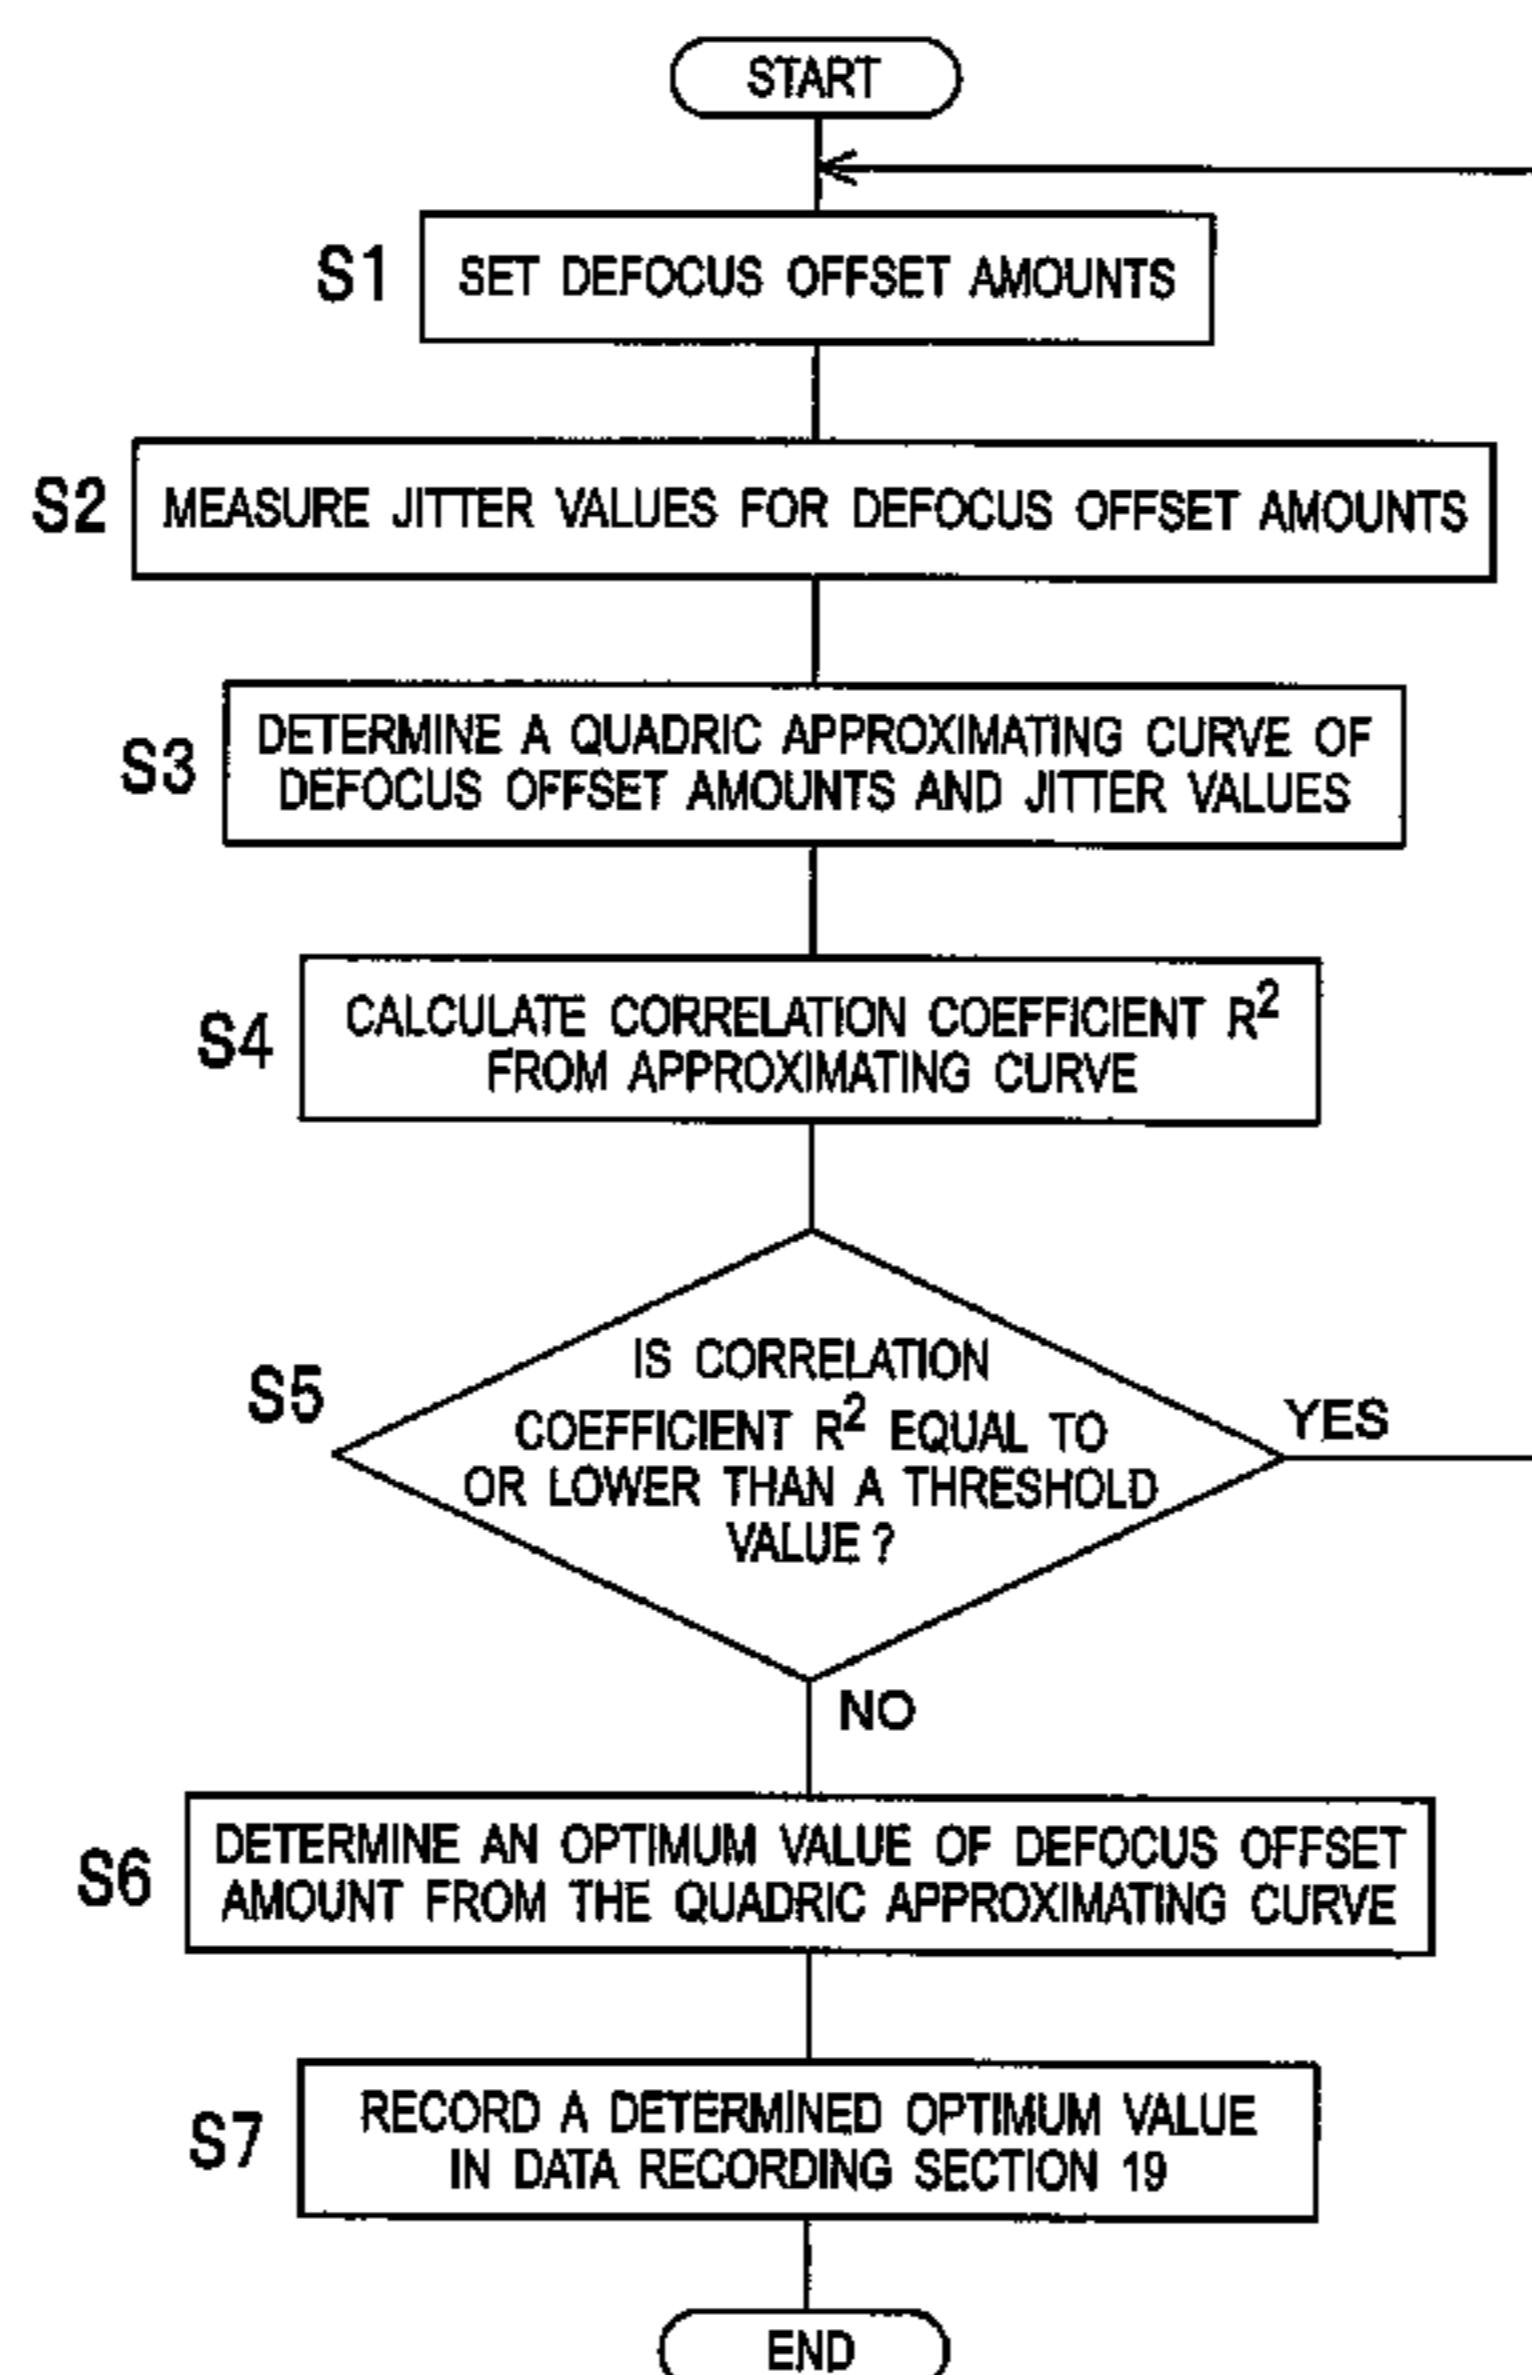 START
S1
SET DEFOCUS OFFSET AMOUNTS
S2
MEASURE JITTER VALUES FOR DEFOCUS OFFSET AMOUNTS
S3
DETERMINE A QUADRIC APPROXIMATING CURVE OF
DEFOCUS OFFSET AMOUNTS AND JITTER VALUES
S4
CALCULATE CORRELATION COEFFICIENT R²
FROM APPROXIMATING CURVE
S5
IS CORRELATION
COEFFICIENT R² EQUAL TO
OR LOWER THAN A THRESHOLD
VALUE?
YES
NO
S6
DETERMINE AN OPTIMUM VALUE OF DEFOCUS OFFSET
AMOUNT FROM THE QUADRIC APPROXIMATING CURVE
S7
RECORD A DETERMINED OPTIMUM VALUE
IN DATA RECORDING SECTION 19
END